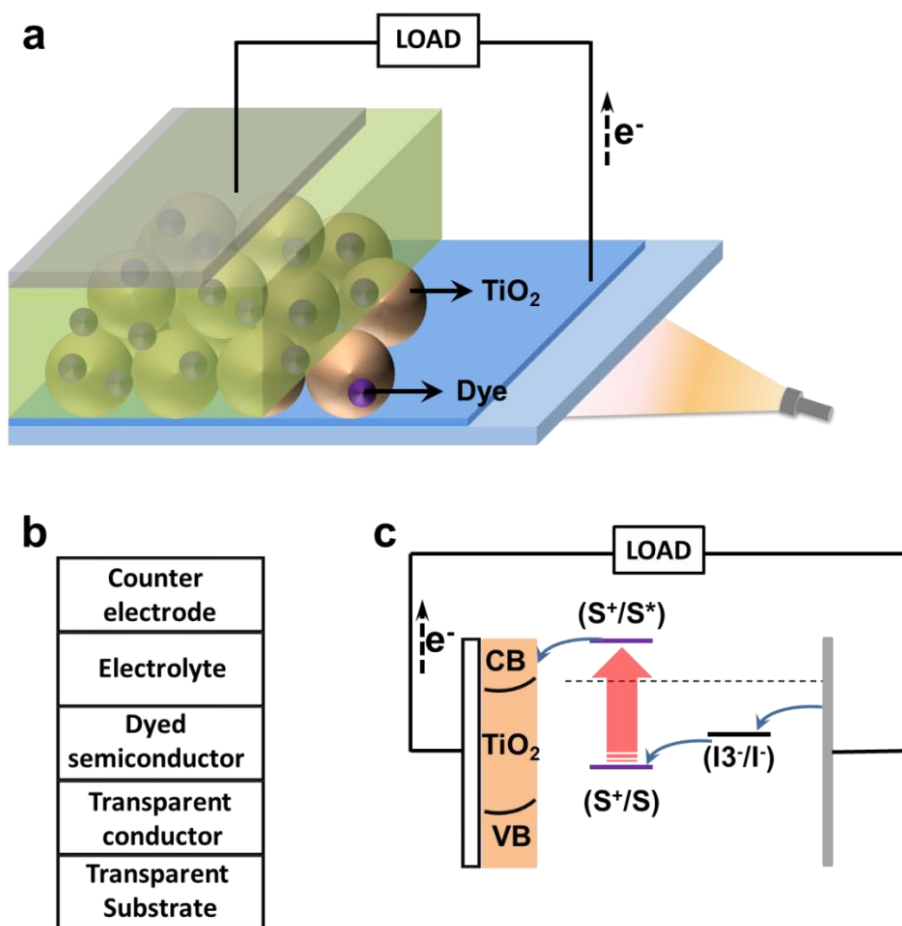 a
LOAD
e⁻
TiO₂
Dye
b
Counter
electrode
Electrolyte
Dyed
semiconductor
Transparent
conductor
Transparent
Substrate
c
LOAD
e⁻
(S⁺/S*)
CB
TiO₂
(I3⁻/I⁻)
(S⁺/S)
VB